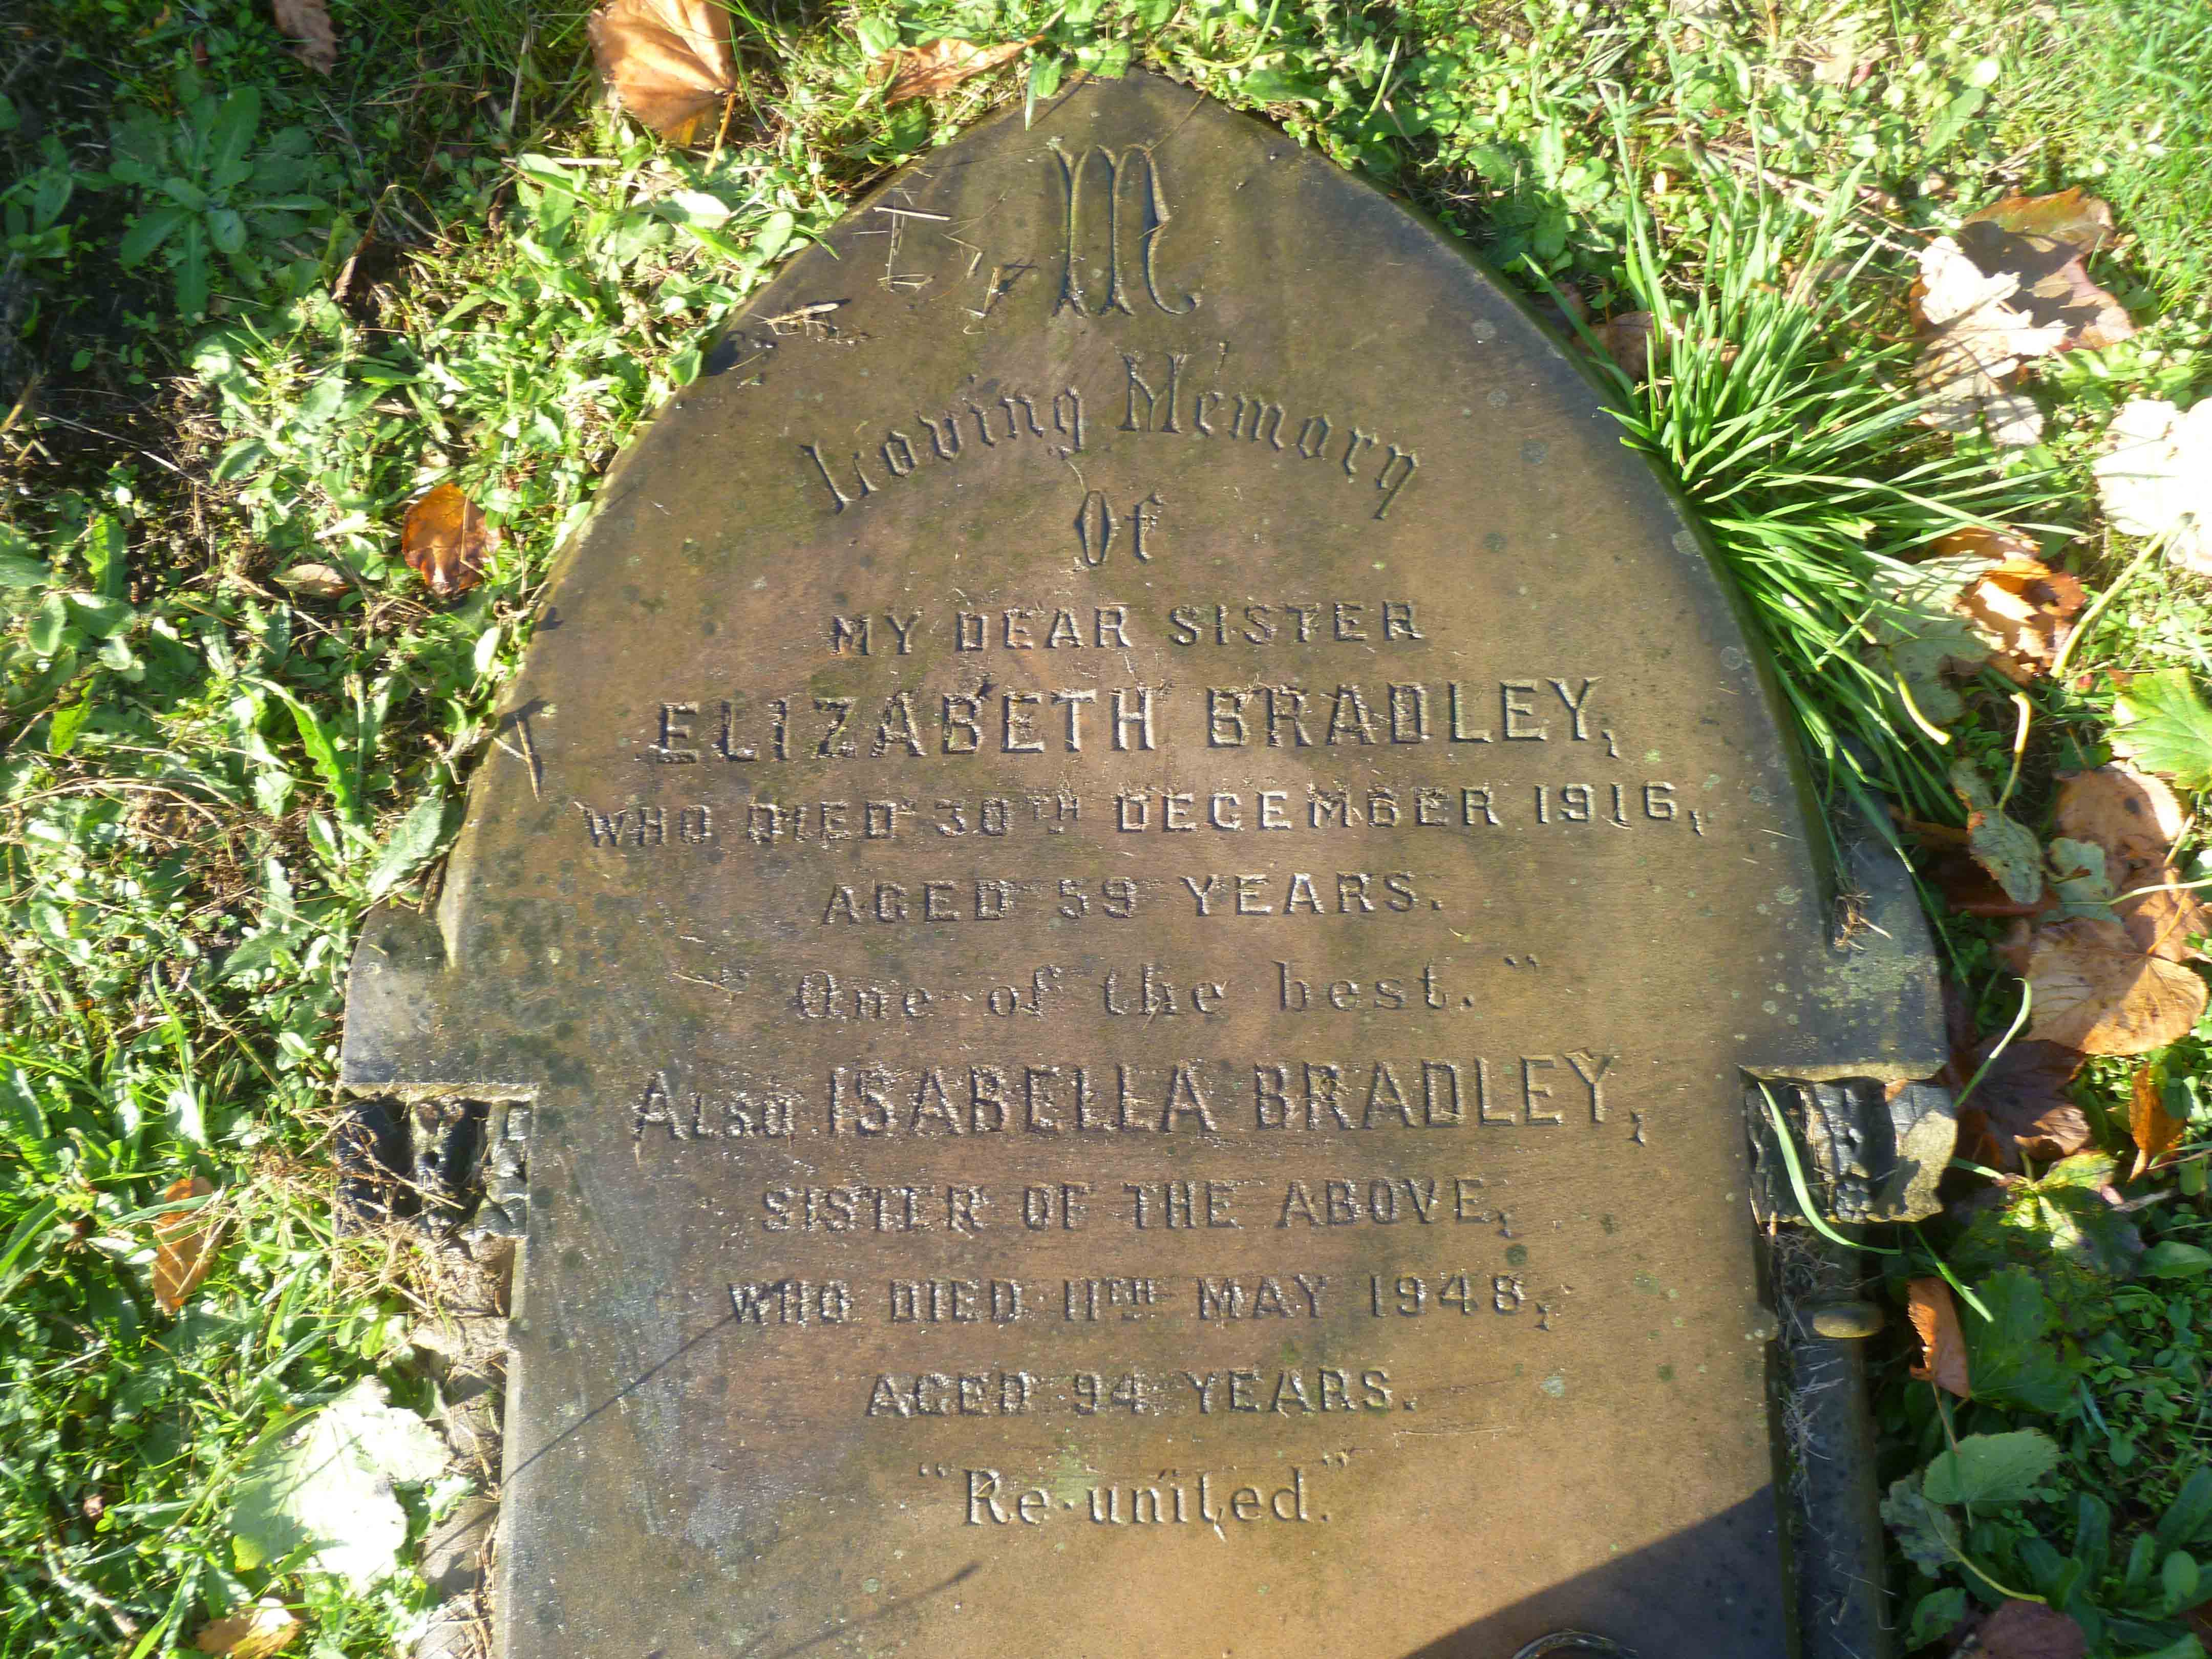 In
Loving Memory
Of
MY DEAR SISTER
ELIZABETH BRADLEY,
WHO DIED 30TH DECEMBER 1916,
AGED 59 YEARS.
"One of the best."
ALSO ISABELLA BRADLEY,
SISTER OF THE ABOVE,
WHO DIED 11TH MAY 1948,
AGED 94 YEARS.
"Re-united."